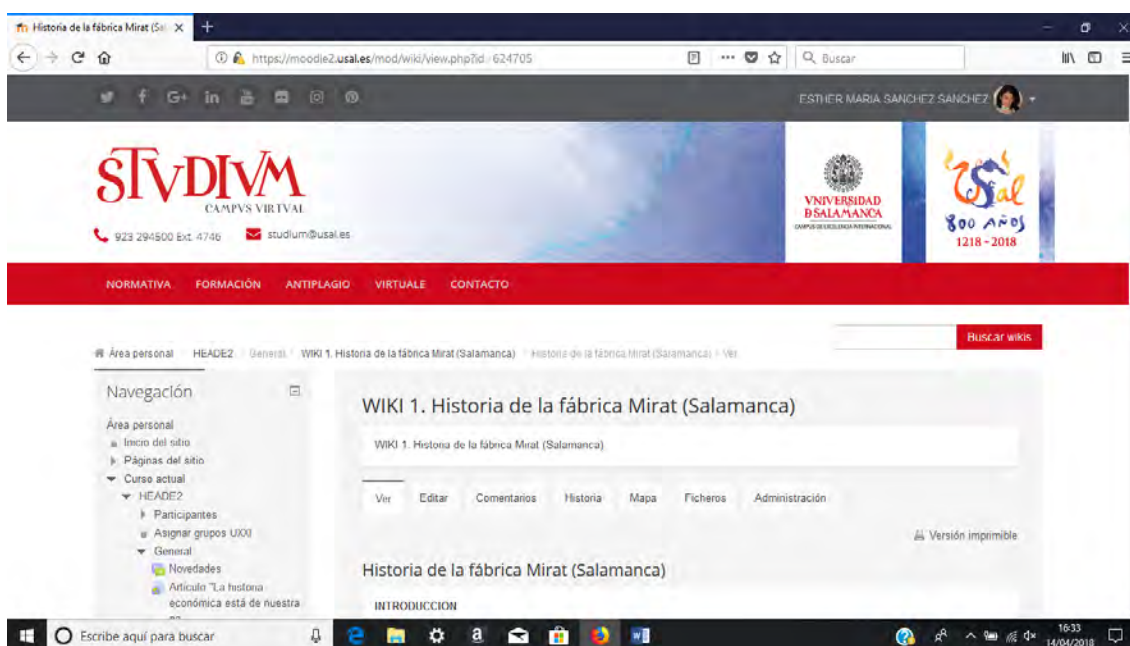 Historia de la fábrica Mirat (Sal
https://moodle2.usal.es/mod/wiki/view.php?id=624705
Buscar
ESTHER MARIA SANCHEZ SANCHEZ
STVDIVM
CAMPVS VIRTVAL
923 294500 Ext. 4746 studium@usal.es
VNIVERSIDAD
D SALAMANCA
CAMPUS DE EXCELENCIA INTERNACIONAL
Usal
800 AÑOS
1218 - 2018
NORMATIVA FORMACIÓN ANTIPLAGIO VIRTUALE CONTACTO
Buscar wikis
Área personal HEADE2 General WIKI 1. Historia de la fábrica Mirat (Salamanca) Historia de la fábrica Mirat (Salamanca) Ver
Navegación
Área personal
Inicio del sitio
Páginas del sitio
Curso actual
HEADE2
Participantes
Asignar grupos UXXI
General
Novedades
Artículo "La historia
económica está de nuestra
WIKI 1. Historia de la fábrica Mirat (Salamanca)
WIKI 1. Historia de la fábrica Mirat (Salamanca)
Ver Editar Comentarios Historia Mapa Ficheros Administración
Versión imprimible
Historia de la fábrica Mirat (Salamanca)
INTRODUCCION
Escribe aquí para buscar
16:33
14/04/2018